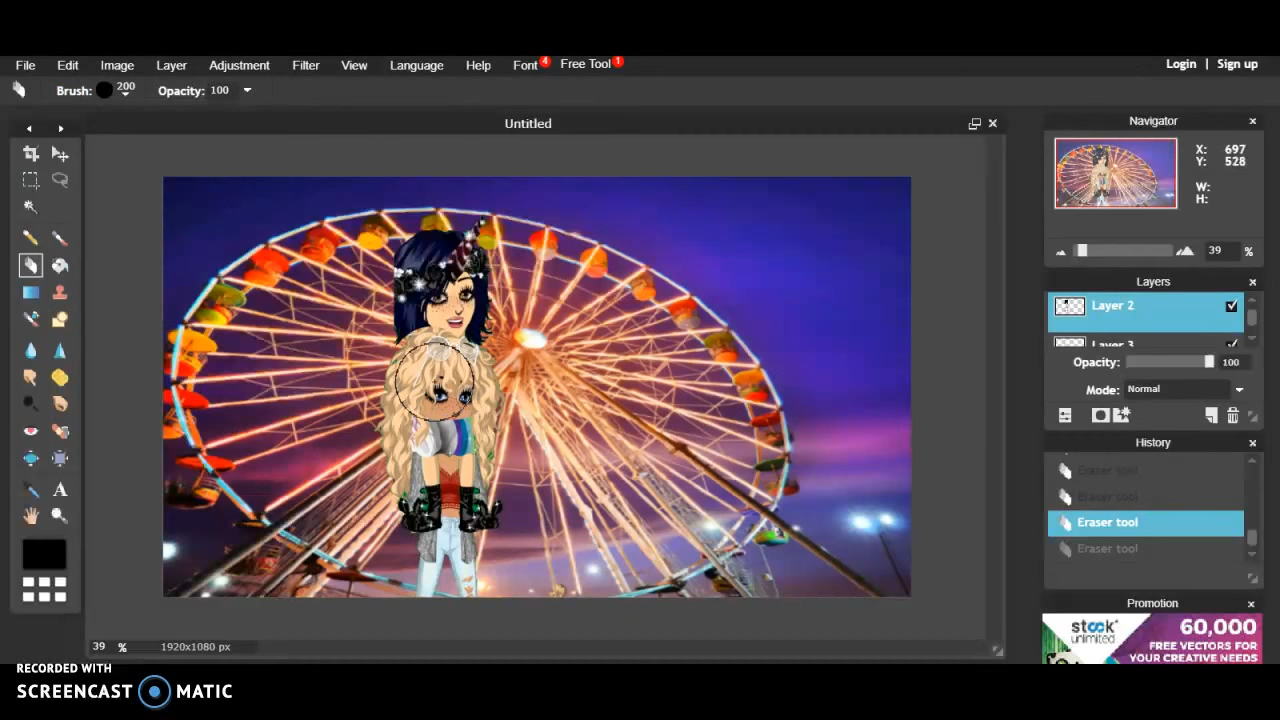 File Edit Image Layer Adjustment Filter View Language Help Font 4 Free Tool 1 Login | Sign up
Brush: 200 Opacity: 100
Untitled
Navigator
X: 697
Y: 528
W:
H:
39 %
Layers
Layer 2
Layer 3
Opacity: 100
Mode: Normal
History
Eraser tool
Eraser tool
Eraser tool
Eraser tool
A
Promotion
stock unlimited
60,000
FREE VECTORS FOR
YOUR CREATIVE NEEDS
39 % 1920x1080 px
RECORDED WITH
SCREENCAST MATIC